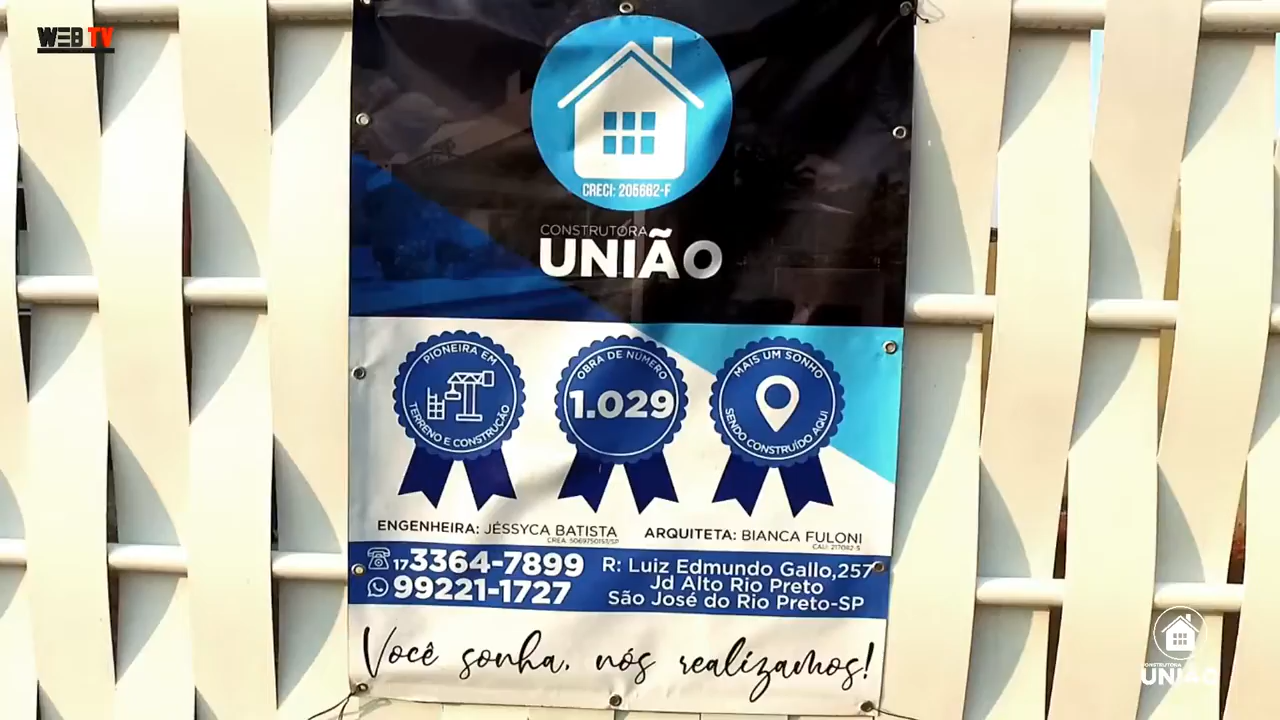 WEB TV
CRECI: 205682-F
CONSTRUTORA
UNIÃO
PIONEIRA EM
TERRENO E CONSTRUÇÃO
OBRA DE NÚMERO
1.029
MAIS UM SONHO
SENDO CONSTRUÍDO AQUI
ENGENHEIRA: JÉSSYCA BATISTA
ARQUITETA: BIANCA FULONI
17 3364-7899
99221-1727
R: Luiz Edmundo Gallo,257
Jd Alto Rio Preto
São José do Rio Preto-SP
Você sonha, nós realizamos!
CONSTRUTORA
UNIÃO